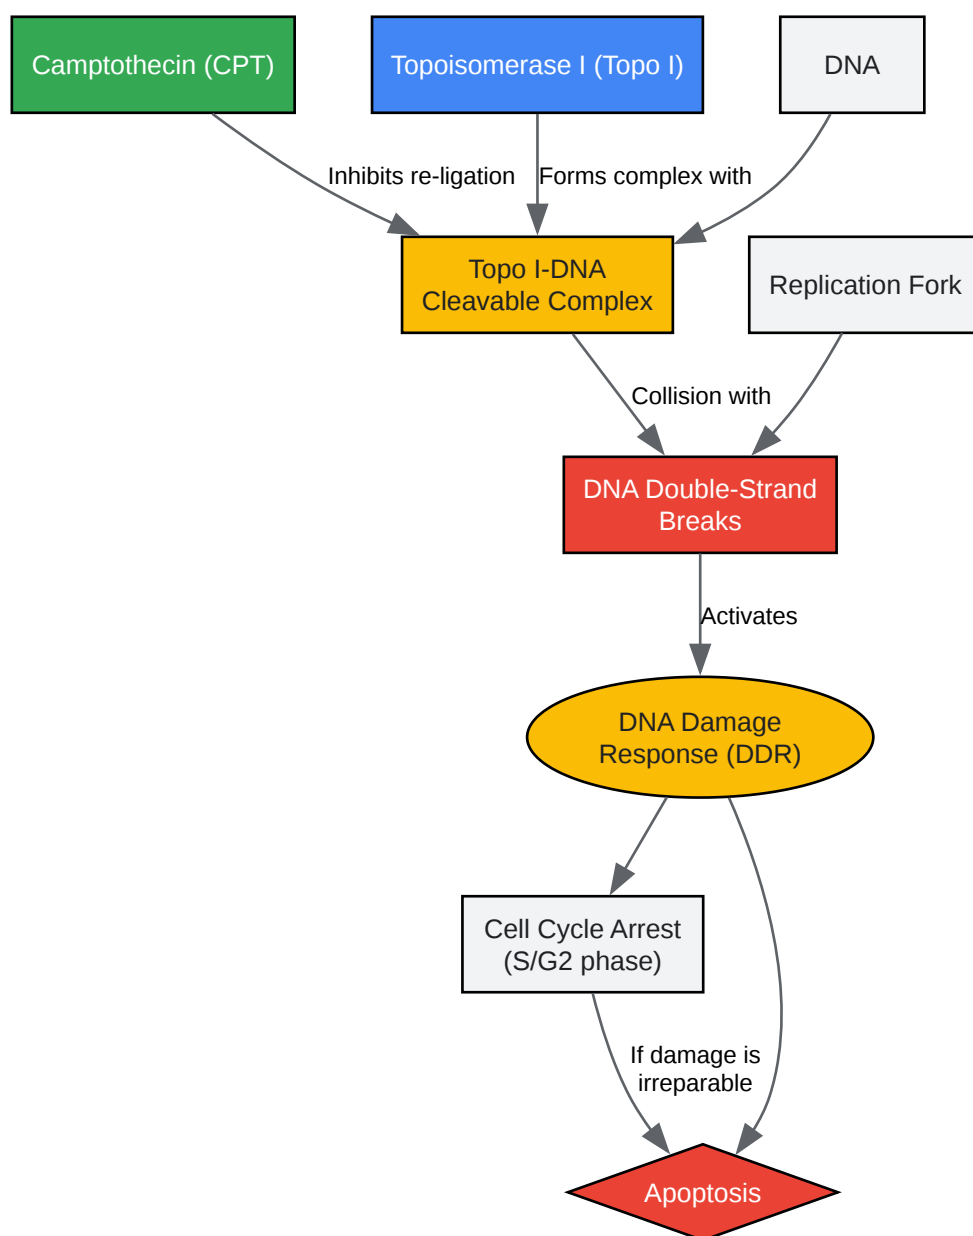 Camptothecin (CPT)
Topoisomerase I (Topo I)
DNA
Inhibits re-ligation
Forms complex with
Topo I-DNA
Cleavable Complex
Replication Fork
Collision with
DNA Double-Strand
Breaks
Activates
DNA Damage
Response (DDR)
Cell Cycle Arrest
(S/G2 phase)
If damage is
irreparable
Apoptosis